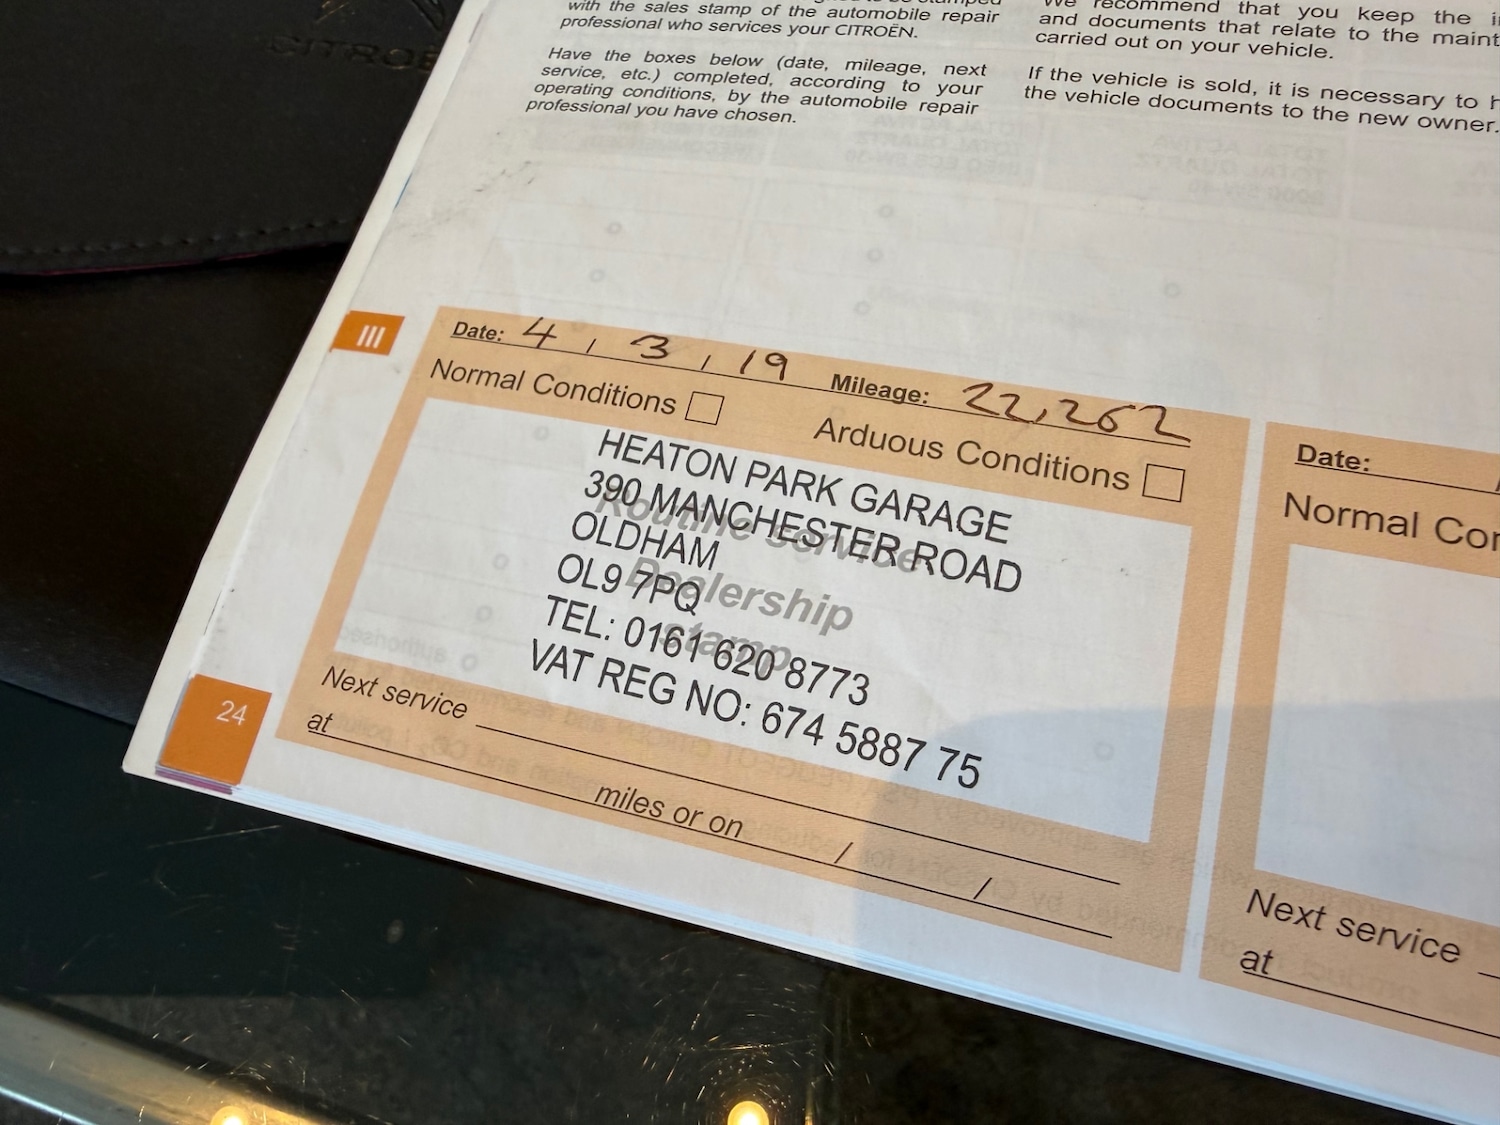 CITROËN
with the sales stamp of the automobile repair
professional who services your CITROËN.
Have the boxes below (date, mileage, next
service, etc.) completed, according to your
operating conditions, by the automobile repair
professional you have chosen.
We recommend that you keep the
and documents that relate to the
carried out on your vehicle.
If the vehicle is sold, it is necessary to
the vehicle documents to the new owner.
III
Date: 4 / 3 / 19 Mileage: 22,262
Normal Conditions
Arduous Conditions
HEATON PARK GARAGE
390 MANCHESTER ROAD
OLDHAM
OL9 7PQ
TEL: 0161 620 8773
VAT REG NO: 674 5887 75
Routine service
Dealership
stamp
Next service
at
miles or on / /
24
Date:
Normal
Next service
at